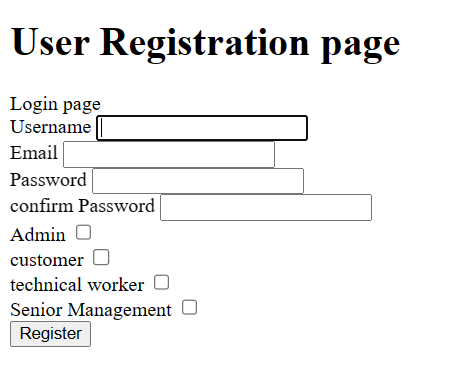 User Registration page
Login page
Username
Email
Password
confirm Password
Admin
customer
technical worker
Senior Management
Register